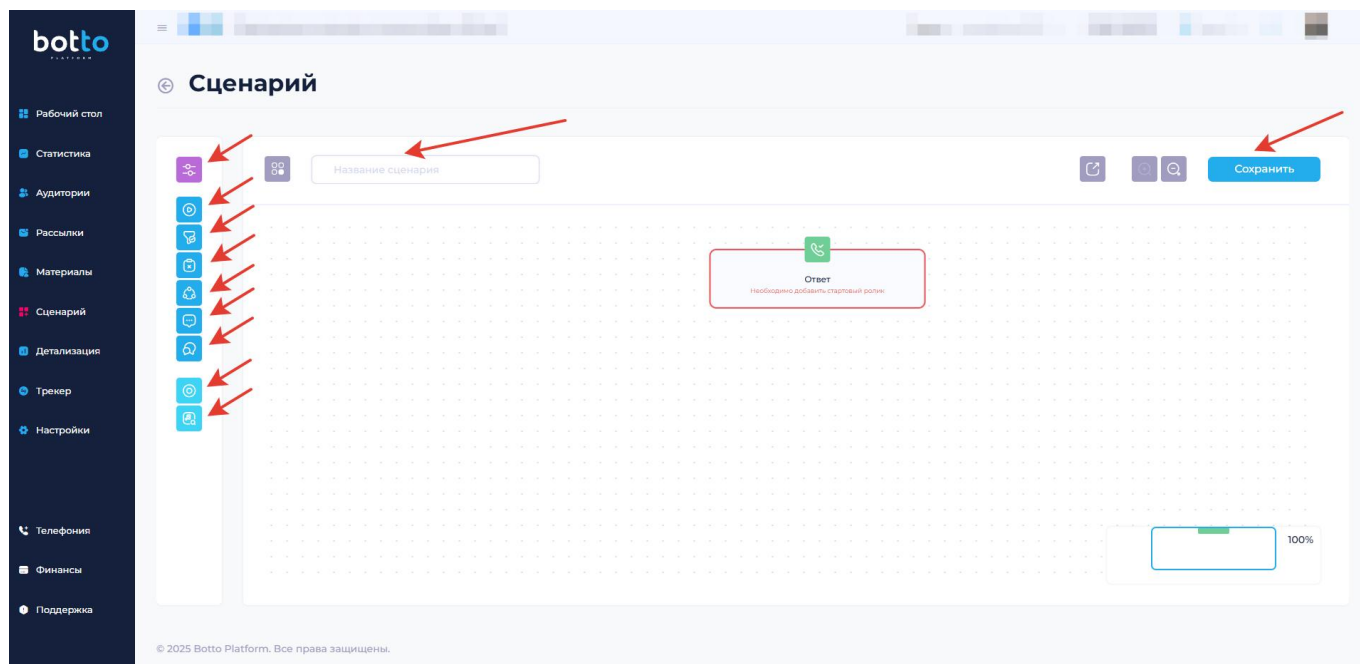 botto
PLATFORM
Сценарий
Рабочий стол
Статистика
Аудитории
Рассылки
Материалы
Сценарий
Детализация
Трекер
Настройки
Телефония
Финансы
Поддержка
Название сценария
Сохранить
Ответ
Необходимо добавить стартовый ролик
100%
© 2025 Botto Platform. Все права защищены.